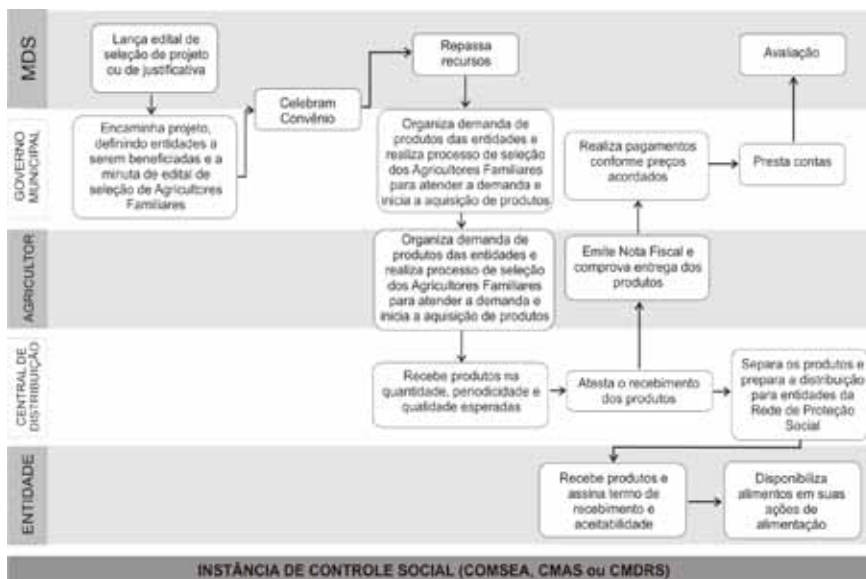 MDS
Lança edital de
seleção de projeto
ou de justificativa
Repassa
recursos
Avaliação
Celebram
Convênio
GOVERNO
MUNICIPAL
Encaminha projeto,
definindo entidades a
serem beneficiadas e a
minuta de edital de
seleção de Agricultores
Familiares
Organiza demanda de
produtos das entidades e
realiza processo de seleção
dos Agricultores Familiares
para atender a demanda e
inicia a aquisição de produtos
Realiza pagamentos
conforme preços
acordados
Presta contas
AGRICULTOR
Organiza demanda de
produtos das entidades e
realiza processo de seleção
dos Agricultores Familiares
para atender a demanda e
inicia a aquisição de produtos
Emite Nota Fiscal e
comprova entrega dos
produtos
CENTRAL DE
DISTRIBUIÇÃO
Recebe produtos na
quantidade, periodicidade e
qualidade esperadas
Atesta o recebimento
dos produtos
Separa os produtos e
prepara a distribuição
para entidades da
Rede de Proteção
Social
ENTIDADE
Recebe produtos e
assina termo de
recebimento e
aceitabilidade
Disponibiliza
alimentos em suas
ações de
alimentação
INSTÂNCIA DE CONTROLE SOCIAL (COMSEA, CMAS ou CMDRS)